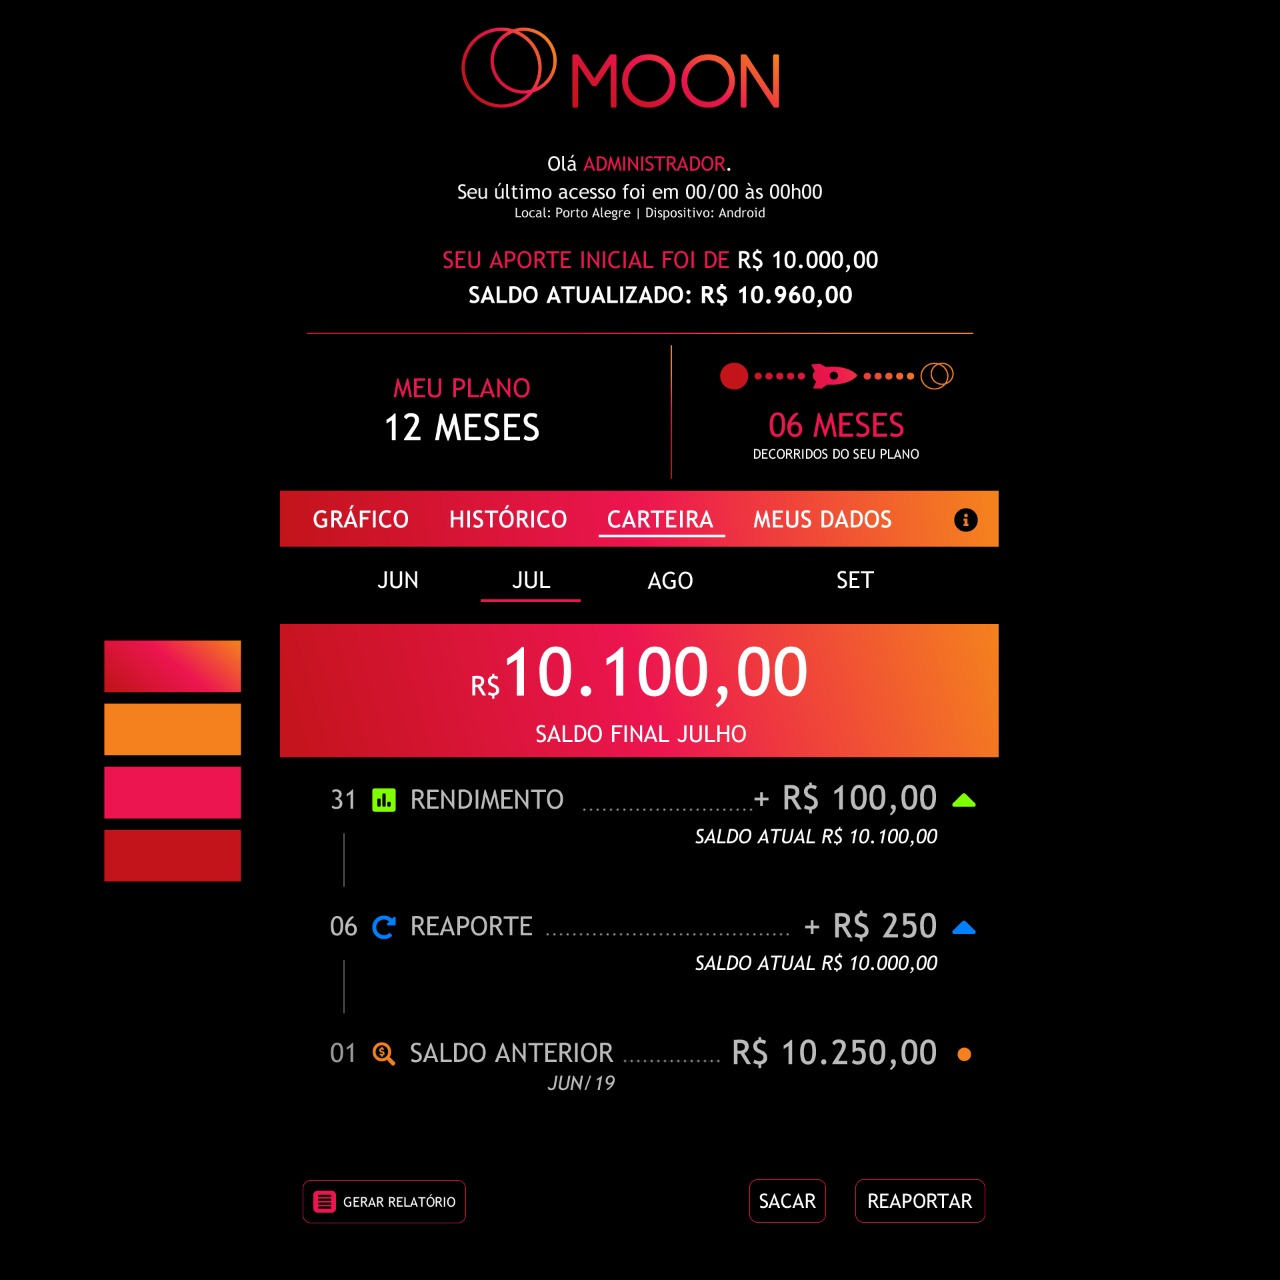 MOON
Olá ADMINISTRADOR.
Seu último acesso foi em 00/00 às 00h00
Local: Porto Alegre | Dispositivo: Android
SEU APORTE INICIAL FOI DE R$ 10.000,00
SALDO ATUALIZADO: R$ 10.960,00
MEU PLANO
12 MESES
06 MESES
DECORRIDOS DO SEU PLANO
GRÁFICO HISTÓRICO CARTEIRA MEUS DADOS
JUN JUL AGO SET
R$ 10.100,00
SALDO FINAL JULHO
31 RENDIMENTO ..........................+ R$ 100,00
SALDO ATUAL R$ 10.100,00
06 REAPORTE ..................................... + R$ 250
SALDO ATUAL R$ 10.000,00
01 SALDO ANTERIOR ............... R$ 10.250,00
JUN/19
GERAR RELATÓRIO SACAR REAPORTAR